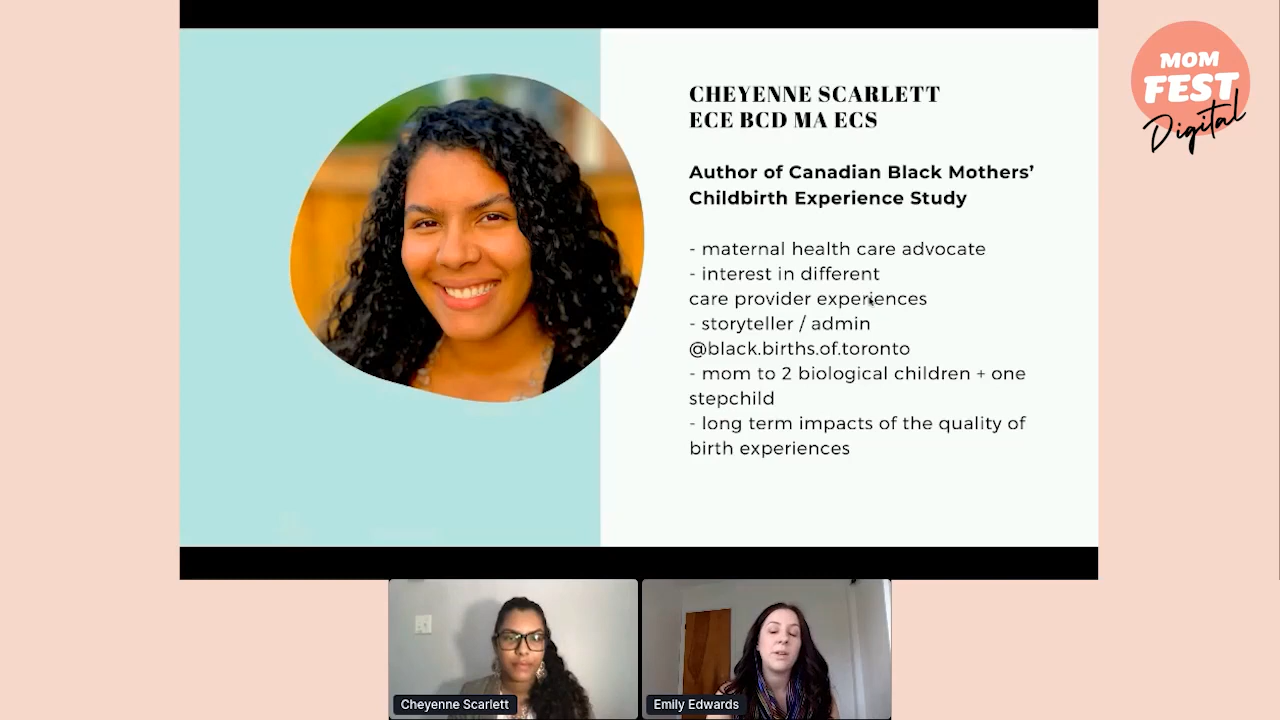 MOM
FEST
Digital
CHEYENNE SCARLETT
ECE BCD MA ECS
Author of Canadian Black Mothers’
Childbirth Experience Study
- maternal health care advocate
- interest in different
care provider experiences
- storyteller / admin
@black.births.of.toronto
- mom to 2 biological children + one
stepchild
- long term impacts of the quality of
birth experiences
Cheyenne Scarlett
Emily Edwards